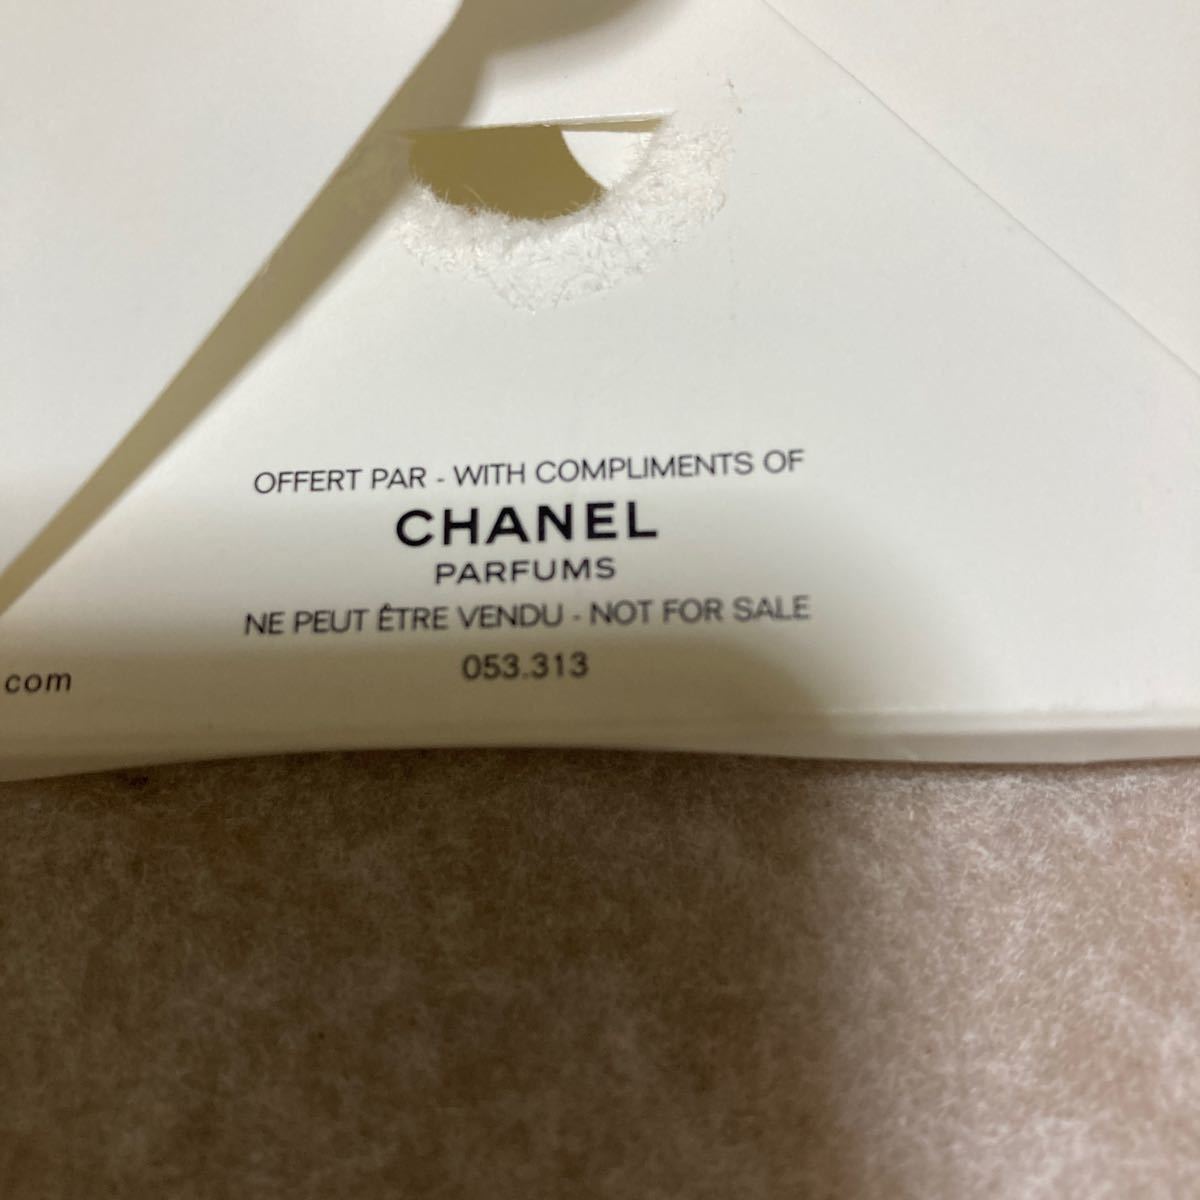 OFFERT PAR - WITH COMPLIMENTS OF
CHANEL
PARFUMS
NE PEUT ÊTRE VENDU - NOT FOR SALE
053.313
.com